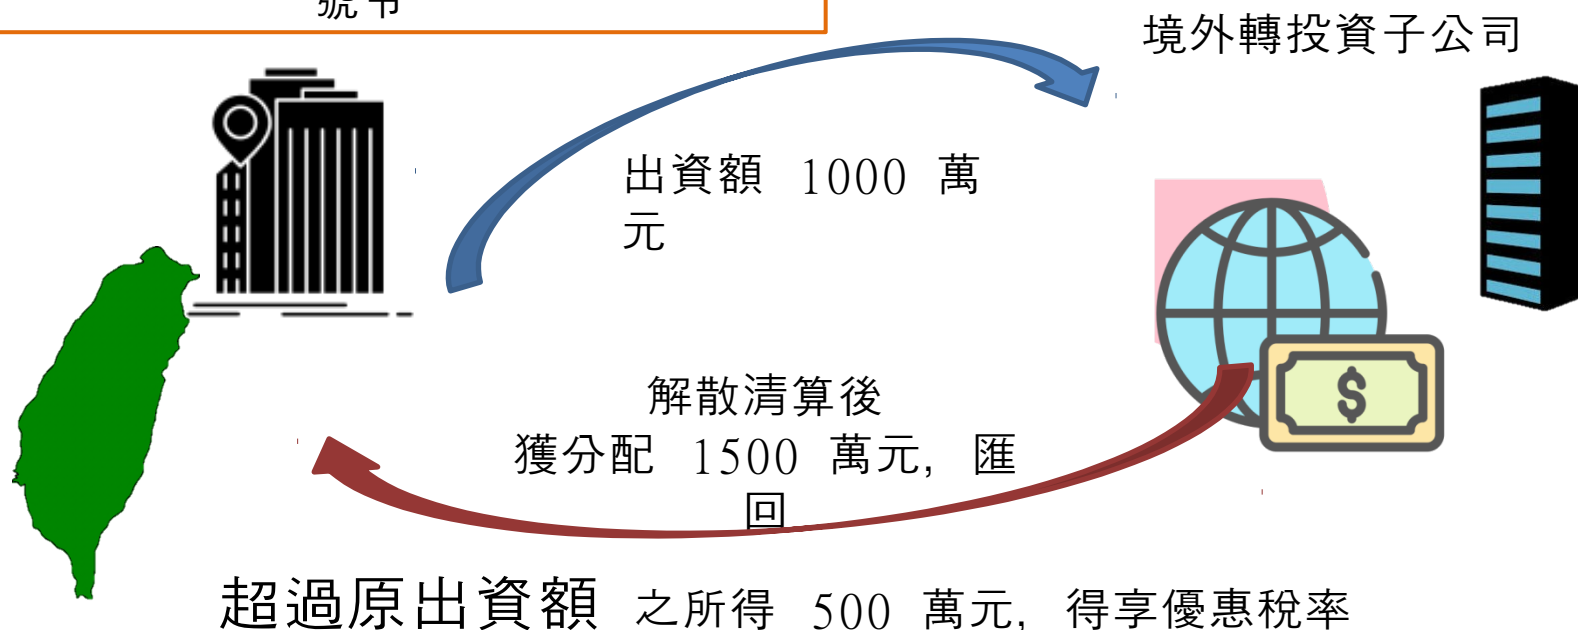 號令
境外轉投資子公司
出資額 1000 萬
元
解散清算後
獲分配 1500 萬元, 匯
回
超過原出資額 之所得 500 萬元, 得享優惠稅率